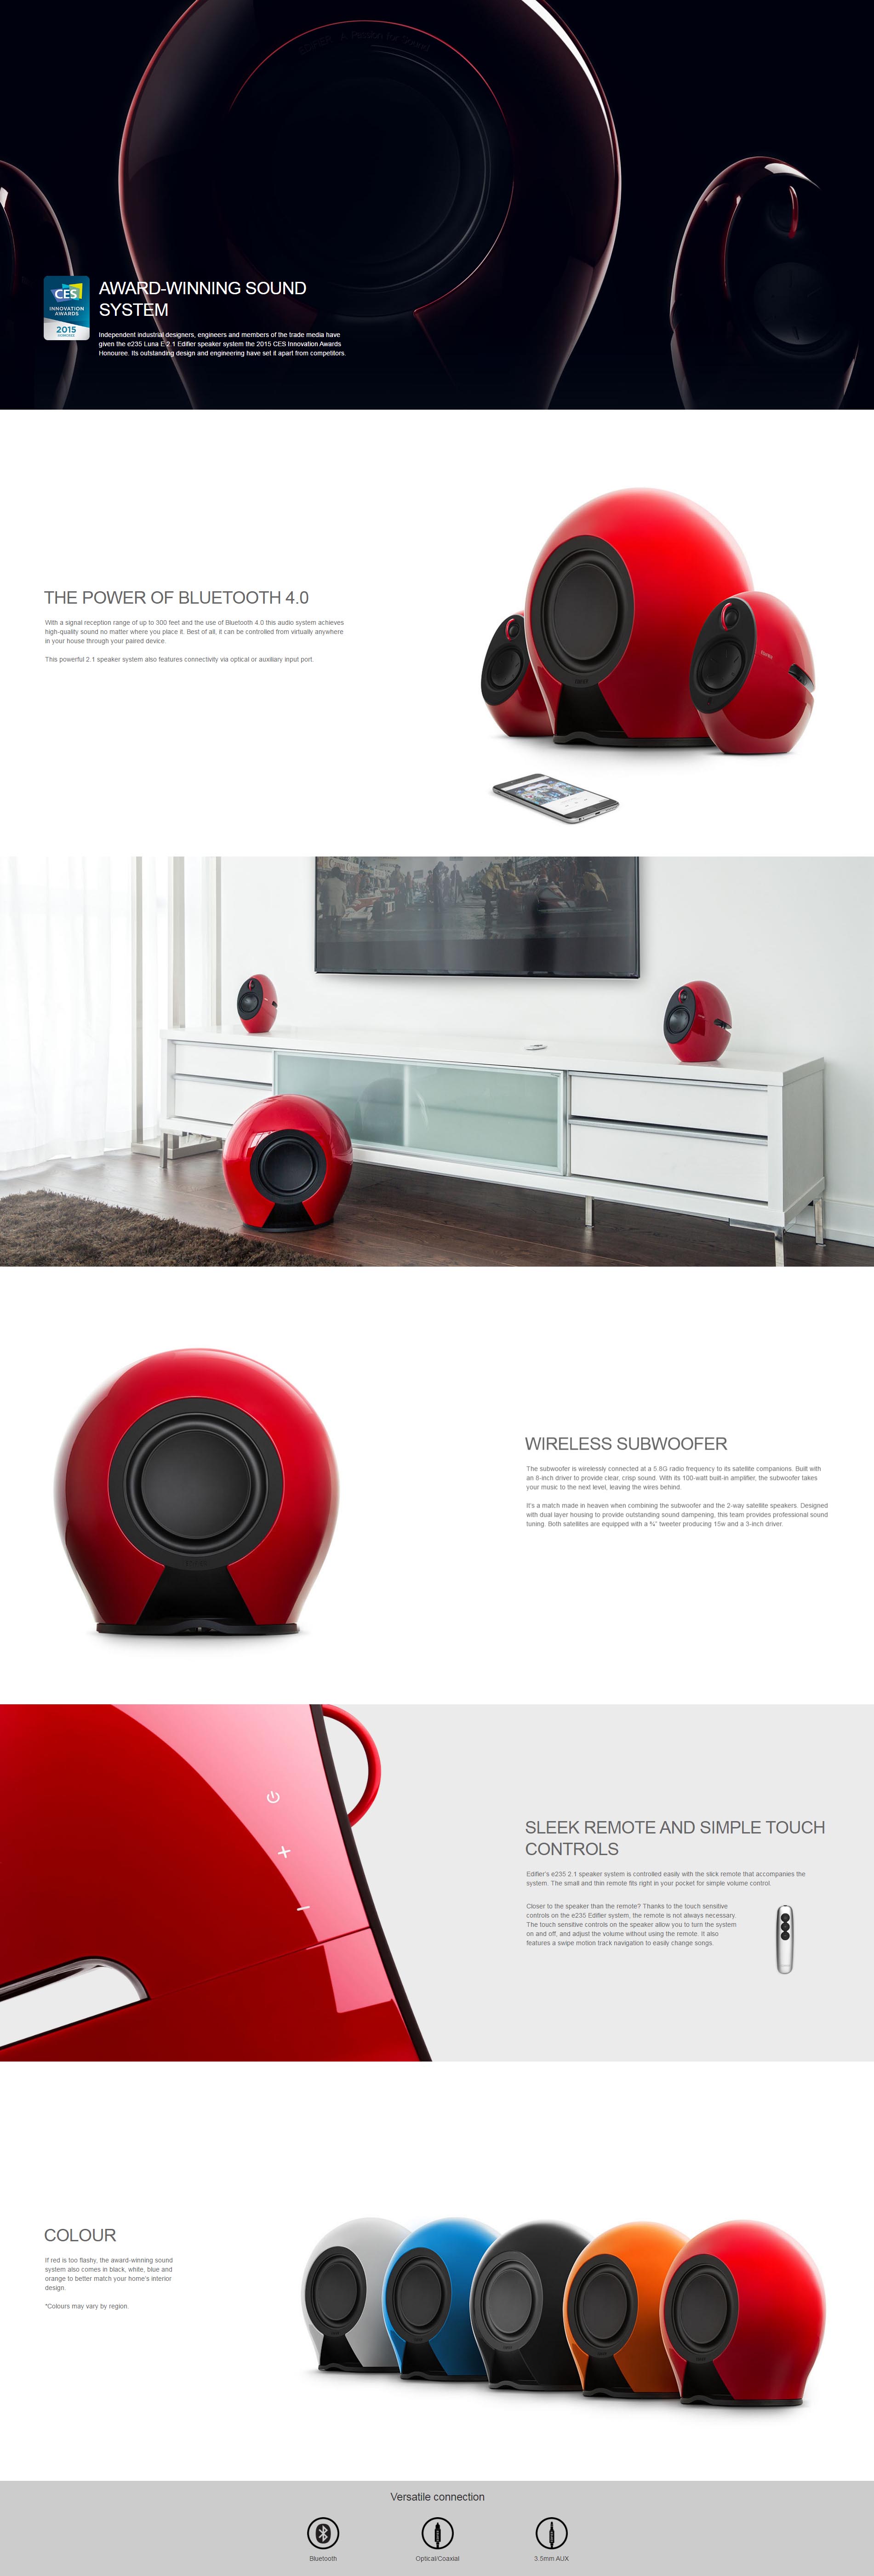 EDIFIER A Passion For Sound
CES
INNOVATION
AWARDS
2015
HONOREE
AWARD-WINNING SOUND
SYSTEM
Independent industrial designers, engineers and members of the trade media have
given the e235 Luna E 2.1 Edifier speaker system the 2015 CES Innovation Awards
Honouree. Its outstanding design and engineering have set it apart from competitors.
THE POWER OF BLUETOOTH 4.0
With a signal reception range of up to 300 feet and the use of Bluetooth 4.0 this audio system achieves
high-quality sound no matter where you place it. Best of all, it can be controlled from virtually anywhere
in your house through your paired device.
This powerful 2.1 speaker system also features connectivity via optical or auxiliary input port.
WIRELESS SUBWOOFER
The subwoofer is wirelessly connected at a 5.8G radio frequency to its satellite companions. Built with
an 8-inch driver to provide clear, crisp sound. With its 100-watt built-in amplifier, the subwoofer takes
your music to the next level, leaving the wires behind.
It's a match made in heaven when combining the subwoofer and the 2-way satellite speakers. Designed
with dual layer housing to provide outstanding sound dampening, this team provides professional sound
tuning. Both satellites are equipped with a ¾" tweeter producing 15w and a 3-inch driver.
SLEEK REMOTE AND SIMPLE TOUCH
CONTROLS
Edifier's e235 2.1 speaker system is controlled easily with the slick remote that accompanies the
system. The small and thin remote fits right in your pocket for simple volume control.
Closer to the speaker than the remote? Thanks to the touch sensitive
controls on the e235 Edifier system, the remote is not always necessary.
The touch sensitive controls on the speaker allow you to turn the system
on and off, and adjust the volume without using the remote. It also
features a swipe motion track navigation to easily change songs.
COLOUR
If red is too flashy, the award-winning sound
system also comes in black, white, blue and
orange to better match your home's interior
design.
*Colours may vary by region.
Versatile connection
Bluetooth
Optical/Coaxial
3.5mm AUX